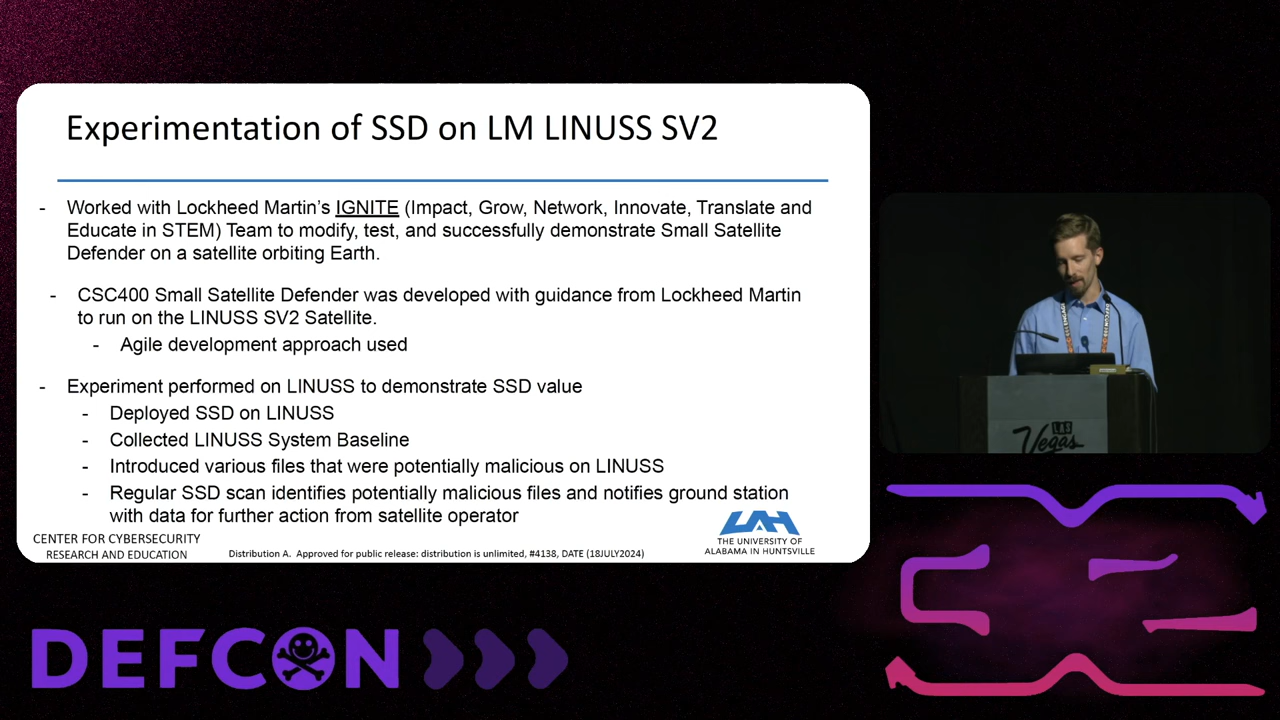 Experimentation of SSD on LM LINUSS SV2
- Worked with Lockheed Martin's IGNITE (Impact, Grow, Network, Innovate, Translate and
Educate in STEM) Team to modify, test, and successfully demonstrate Small Satellite
Defender on a satellite orbiting Earth.
- CSC400 Small Satellite Defender was developed with guidance from Lockheed Martin
to run on the LINUSS SV2 Satellite.
- Agile development approach used
- Experiment performed on LINUSS to demonstrate SSD value
- Deployed SSD on LINUSS
- Collected LINUSS System Baseline
- Introduced various files that were potentially malicious on LINUSS
- Regular SSD scan identifies potentially malicious files and notifies ground station
with data for further action from satellite operator
CENTER FOR CYBERSECURITY
RESEARCH AND EDUCATION
Distribution A. Approved for public release: distribution is unlimited, #4138, DATE (18JULY2024)
UAH
THE UNIVERSITY OF
ALABAMA IN HUNTSVILLE
LAS
Vegas
DEFCON